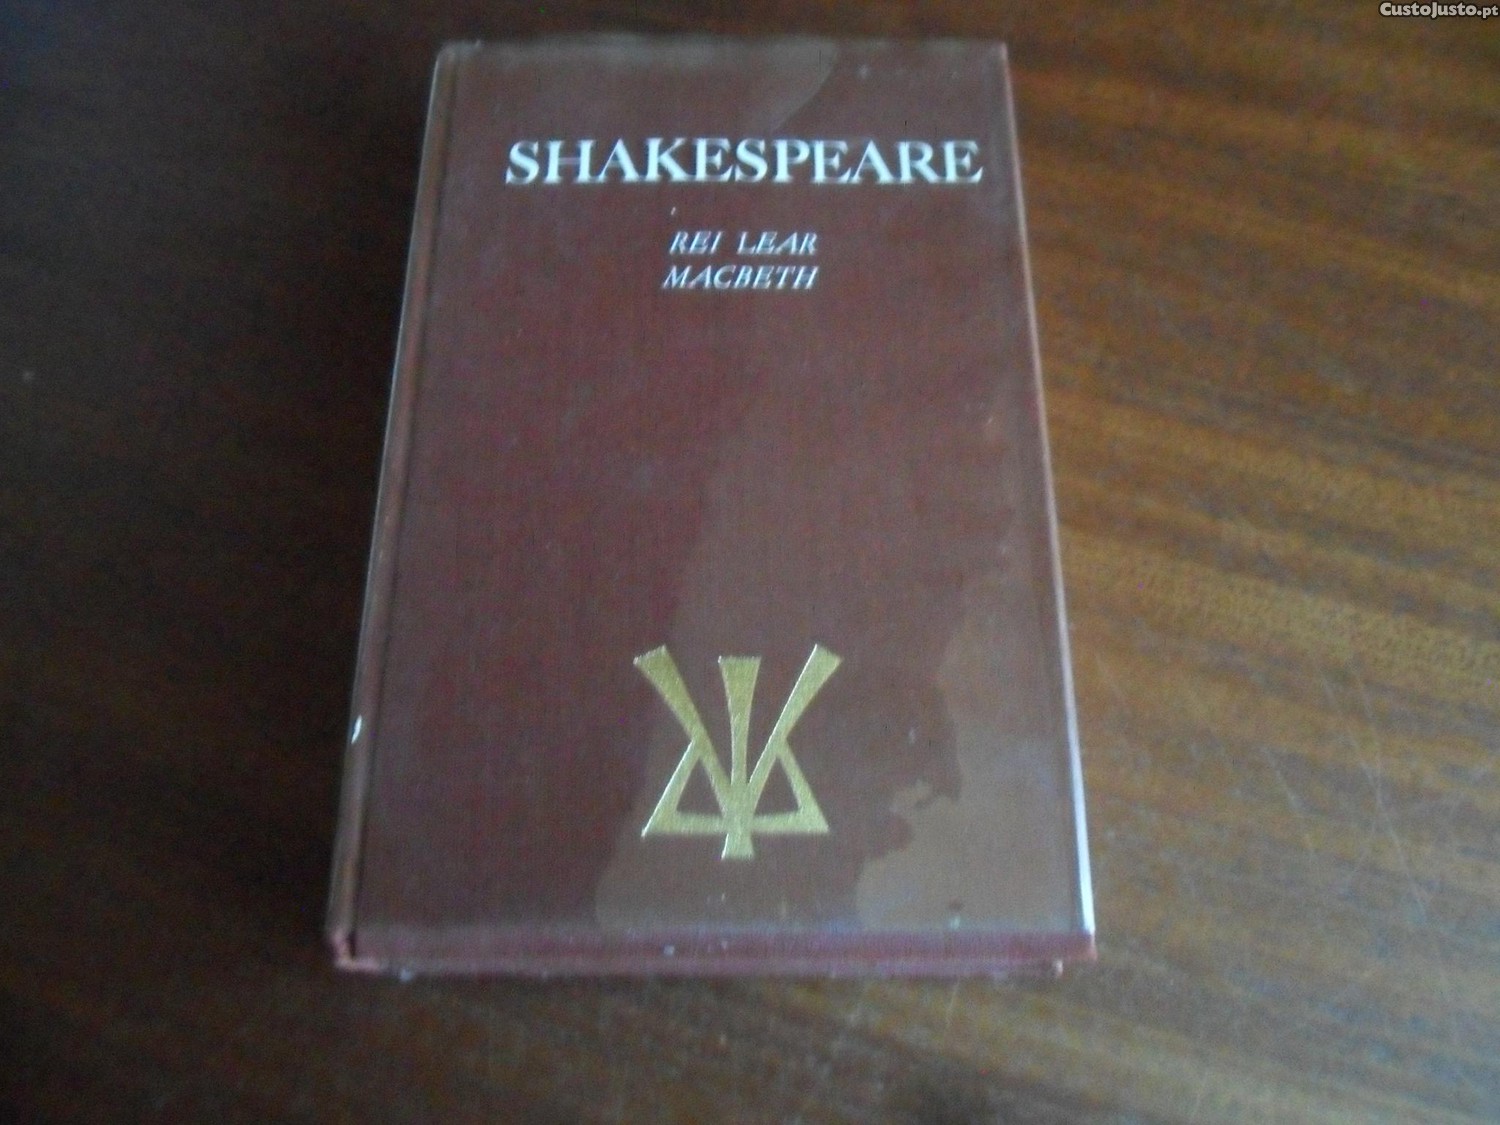 CustoJusto.pt
SHAKESPEARE
REI LEAR
MACBETH